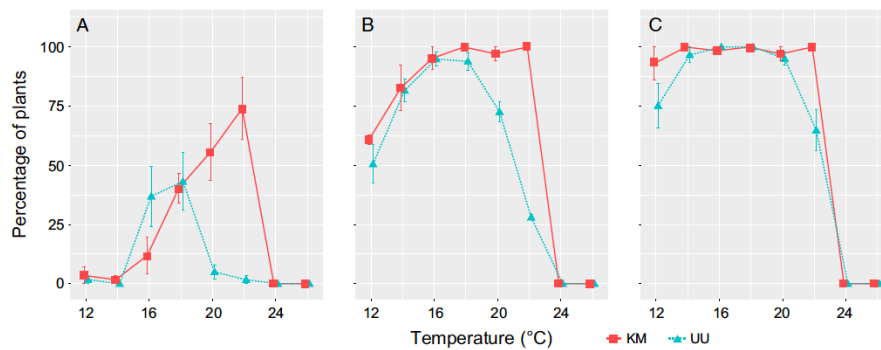 A B C
Percentage of plants
100
75
50
25
0
12 16 20 24 12 16 20 24 12 16 20 24
Temperature (°C)
KM UU